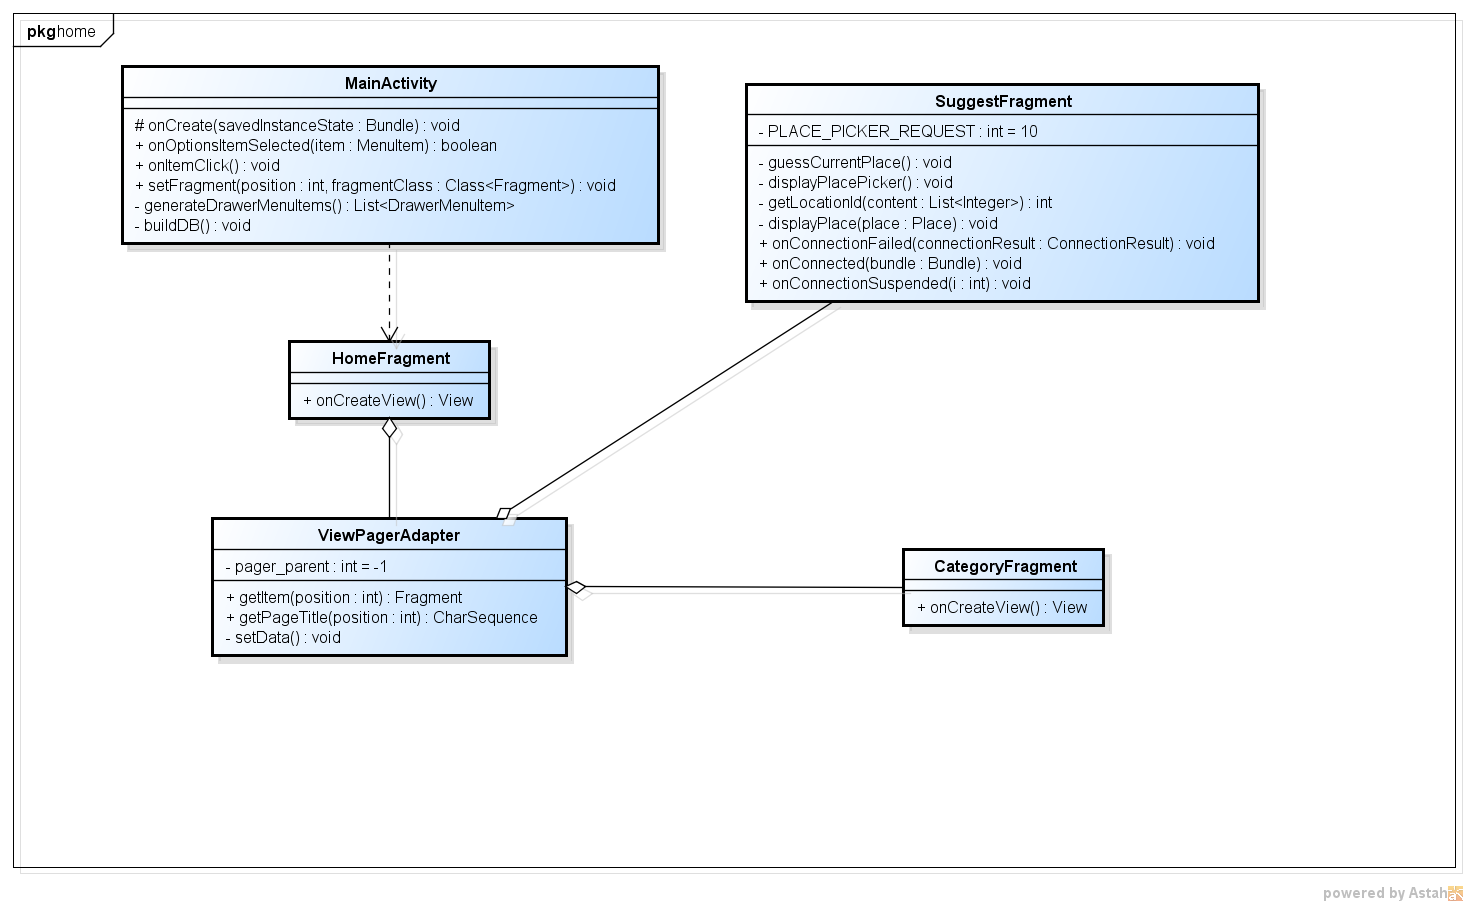 pkg home
MainActivity
# onCreate(savedInstanceState : Bundle) : void
+ onOptionsItemSelected(item : MenuItem) : boolean
+ onItemClick() : void
+ setFragment(position : int, fragmentClass : Class<Fragment>) : void
- generateDrawerMenuItems() : List<DrawerMenuItem>
- buildDB() : void
SuggestFragment
- PLACE_PICKER_REQUEST : int = 10
- guessCurrentPlace() : void
- displayPlacePicker() : void
- getLocationId(content : List<Integer>) : int
- displayPlace(place : Place) : void
+ onConnectionFailed(connectionResult : ConnectionResult) : void
+ onConnected(bundle : Bundle) : void
+ onConnectionSuspended(i : int) : void
HomeFragment
+ onCreateView() : View
ViewPagerAdapter
- pager_parent : int = -1
+ getItem(position : int) : Fragment
+ getPageTitle(position : int) : CharSequence
- setData() : void
CategoryFragment
+ onCreateView() : View
powered by Astah